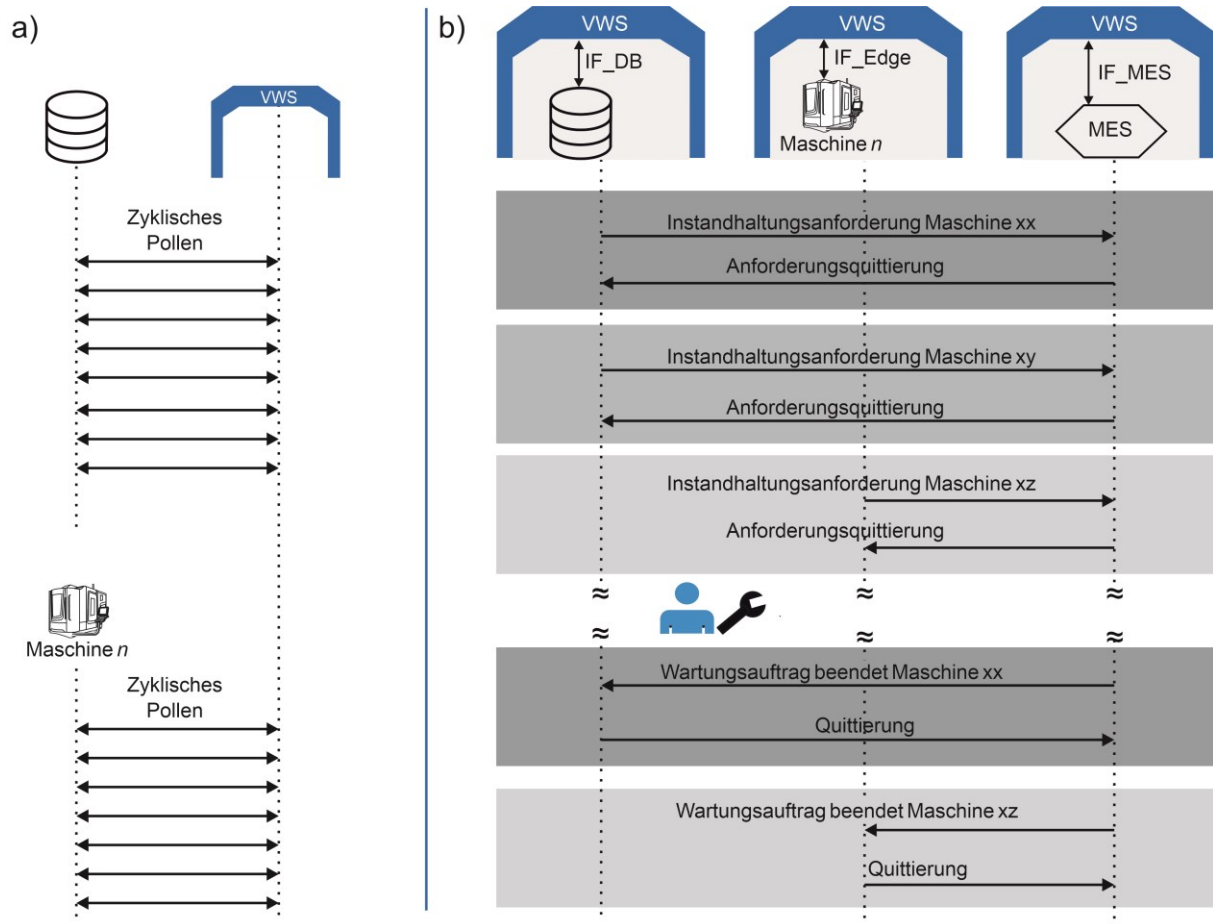 a)
VWS
Zyklisches
Pollen
Maschine n
Zyklisches
Pollen
b)
VWS
VWS
VWS
IF_DB
IF_Edge
IF_MES
Maschine n
MES
Instandhaltungsanforderung Maschine xx
Anforderungsquittierung
Instandhaltungsanforderung Maschine xy
Anforderungsquittierung
Instandhaltungsanforderung Maschine xz
Anforderungsquittierung
≈ ≈ ≈
≈ ≈ ≈
Wartungsauftrag beendet Maschine xx
Quittierung
Wartungsauftrag beendet Maschine xz
Quittierung